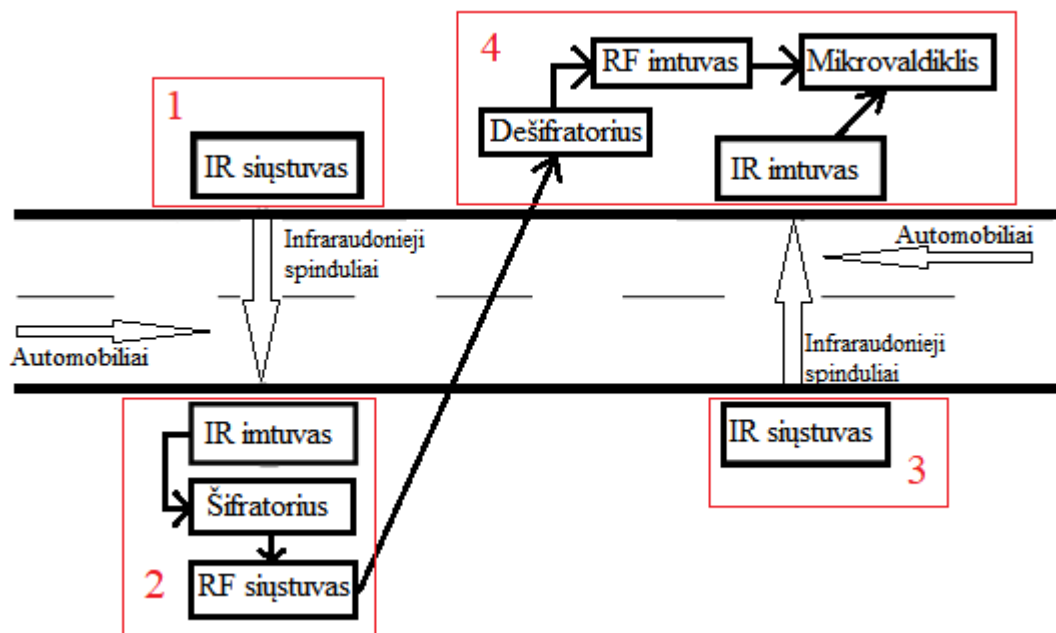 4
RF imtuvas
Mikrovaldiklis
1
Dešifratorius
IR siųstuvas
IR imtuvas
Infraraudonieji
spinduliai
Automobiliai
Automobiliai
Infraraudonieji
spinduliai
IR imtuvas
IR siųstuvas
3
Šifratorius
2
RF siųstuvas